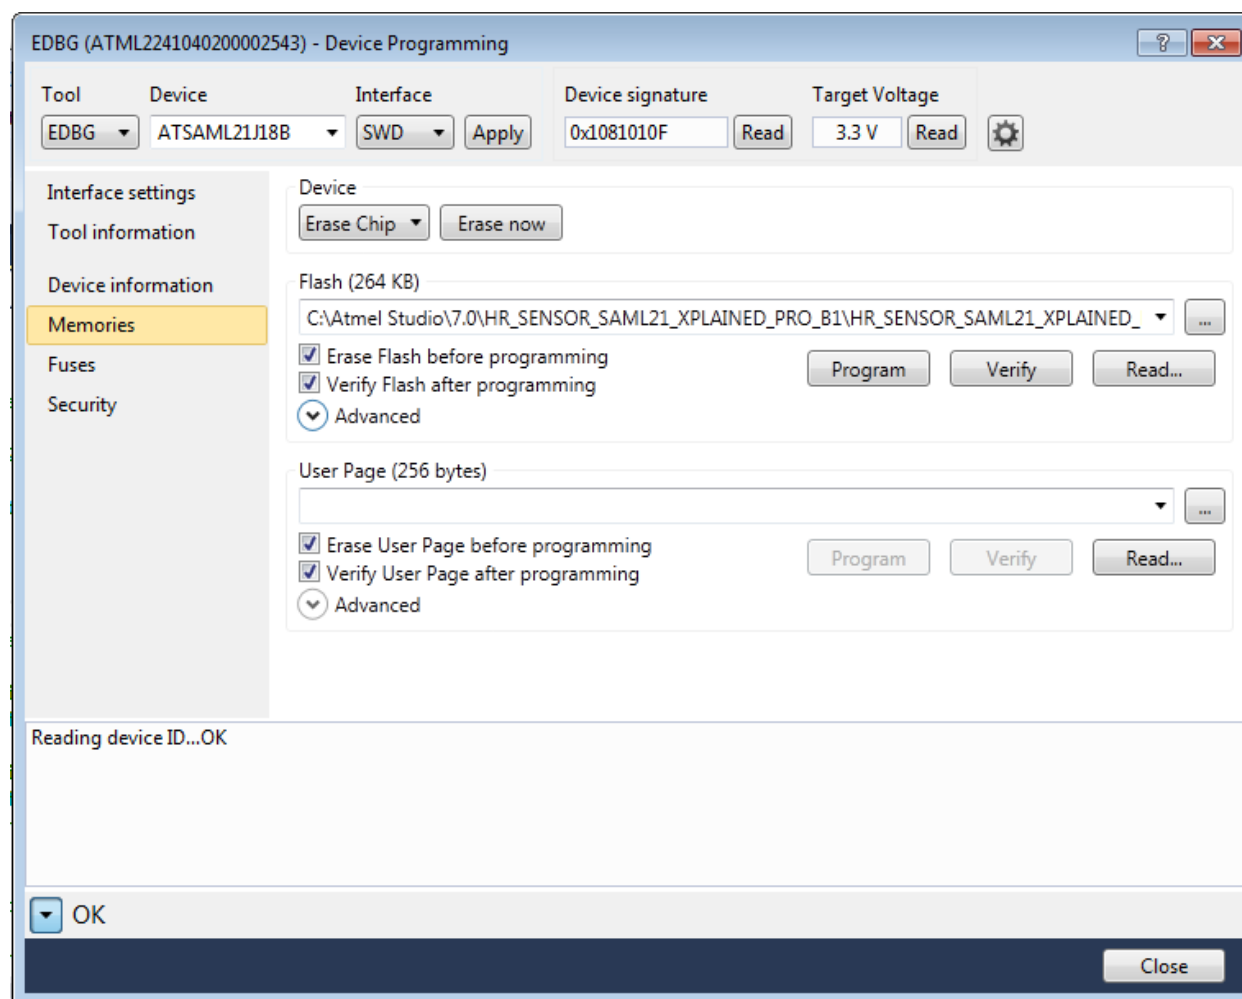 EDBG (ATML2241040200002543) - Device Programming
?
Tool Device Interface Device signature Target Voltage
EDBG ATSAML21J18B SWD Apply 0x1081010F Read 3.3 V Read
Interface settings
Tool information
Device information
Memories
Fuses
Security
Device
Erase Chip Erase now
Flash (264 KB)
C:\Atmel Studio\7.0\HR_SENSOR_SAML21_XPLAINED_PRO_B1\HR_SENSOR_SAML21_XPLAINED_ ...
Erase Flash before programming
Verify Flash after programming
Program Verify Read...
Advanced
User Page (256 bytes)
...
Erase User Page before programming
Verify User Page after programming
Program Verify Read...
Advanced
Reading device ID...OK
OK
Close